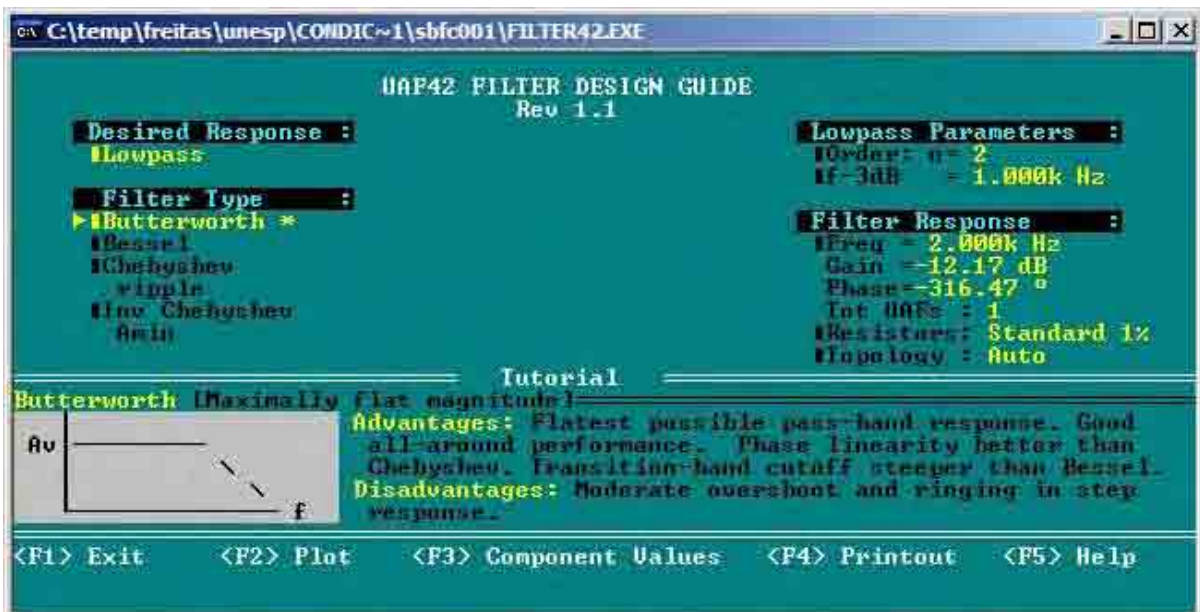 C:\temp\freitas\unesp\CONDIC~1\sbfc001\FILTER42.EXE
UAF42 FILTER DESIGN GUIDE
Rev 1.1
Desired Response :
Lowpass
Filter Type :
Butterworth *
Bessel
Chebyshev
ripple
Inv Chebyshev
Amin
Lowpass Parameters :
Order: n= 2
f-3dB = 1.000k Hz
Filter Response :
Freq = 2.000k Hz
Gain =-12.17 dB
Phase=-316.47 º
Tot UAFs : 1
Resistors: Standard 1%
Topology : Auto
Tutorial
Butterworth [Maximally flat magnitude]
Av
f
Advantages: Flatest possible pass-band response. Good
all-around performance. Phase linearity better than
Chebyshev. Transition-band cutoff steeper than Bessel.
Disadvantages: Moderate overshoot and ringing in step
response.
<F1> Exit <F2> Plot <F3> Component Values <F4> Printout <F5> Help